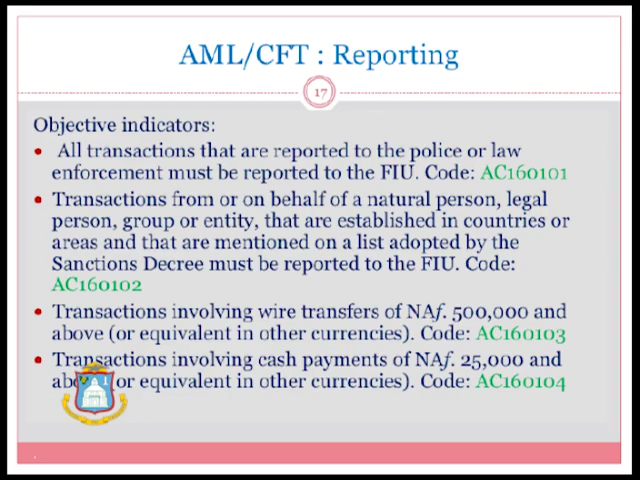 AML/CFT : Reporting
17
Objective indicators:
• All transactions that are reported to the police or law
enforcement must be reported to the FIU. Code: AC160101
• Transactions from or on behalf of a natural person, legal
person, group or entity, that are established in countries or
areas and that are mentioned on a list adopted by the
Sanctions Decree must be reported to the FIU. Code:
AC160102
• Transactions involving wire transfers of NAf. 500,000 and
above (or equivalent in other currencies). Code: AC160103
• Transactions involving cash payments of NAf. 25,000 and
above (or equivalent in other currencies). Code: AC160104